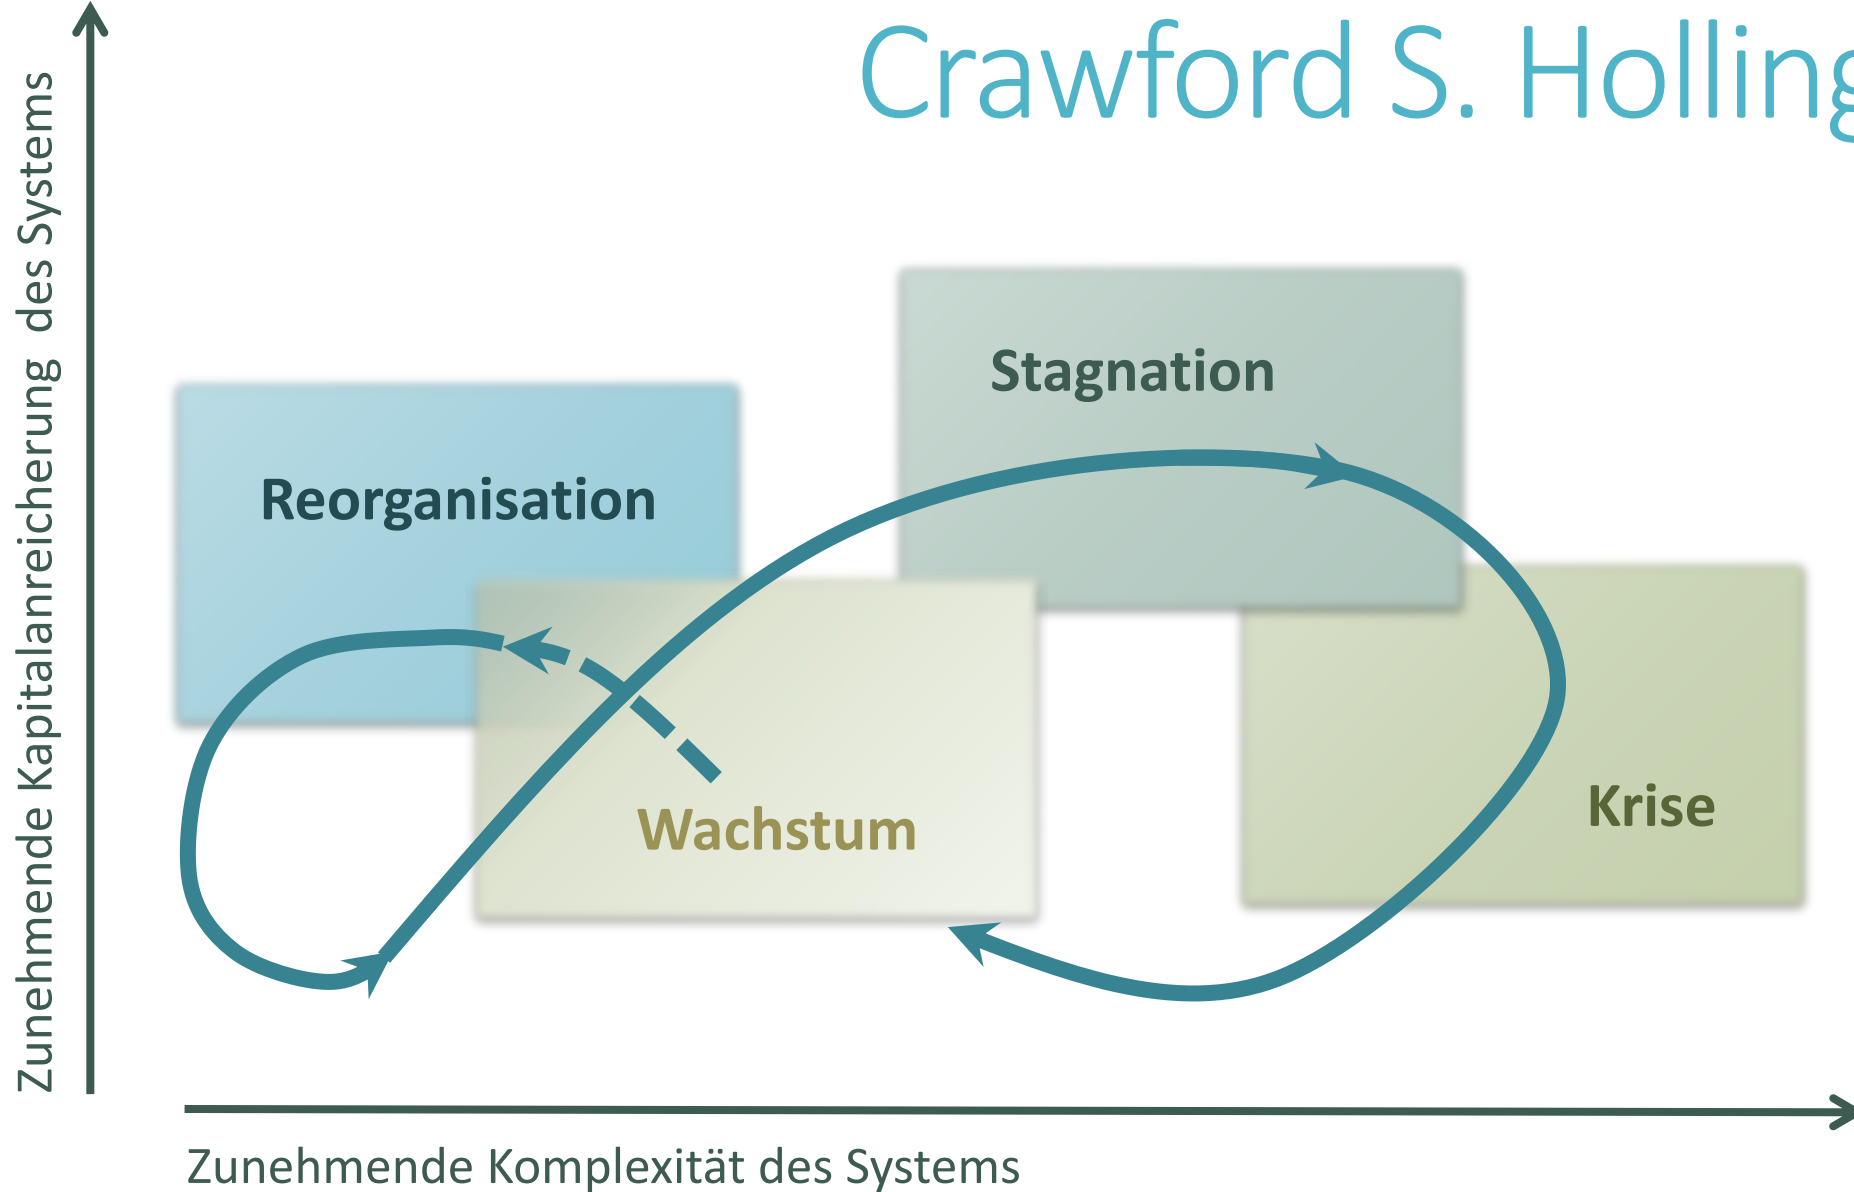 Crawford S. Holling
Zunehmende Kapitalanreicherung des Systems
Stagnation
Reorganisation
Wachstum
Krise
Zunehmende Komplexität des Systems